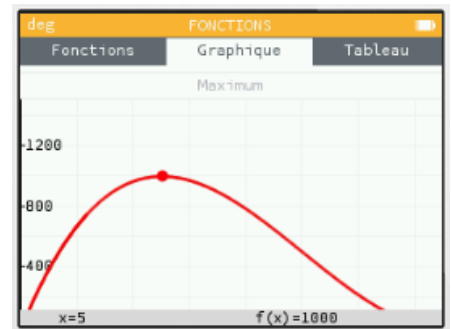 deg FONCTIONS
Fonctions Graphique Tableau
Maximum
1200
800
400
x=5 f(x)=1000